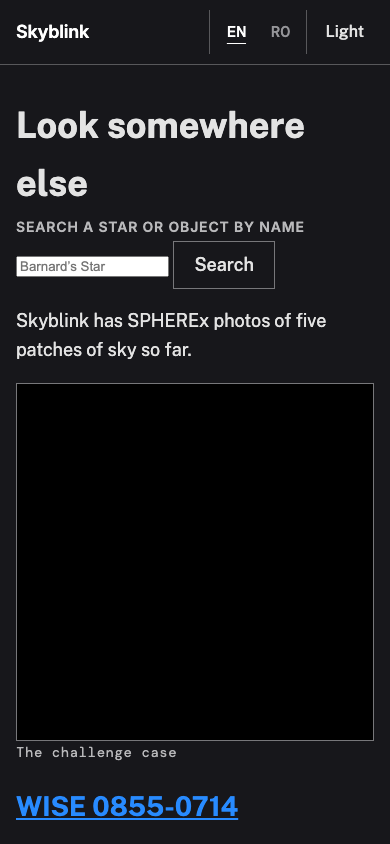 Skyblink
EN
RO
Light
Look somewhere
else
SEARCH A STAR OR OBJECT BY NAME
Barnard's Star
Search
Skyblink has SPHEREx photos of five
patches of sky so far.
The challenge case
WISE 0855-0714